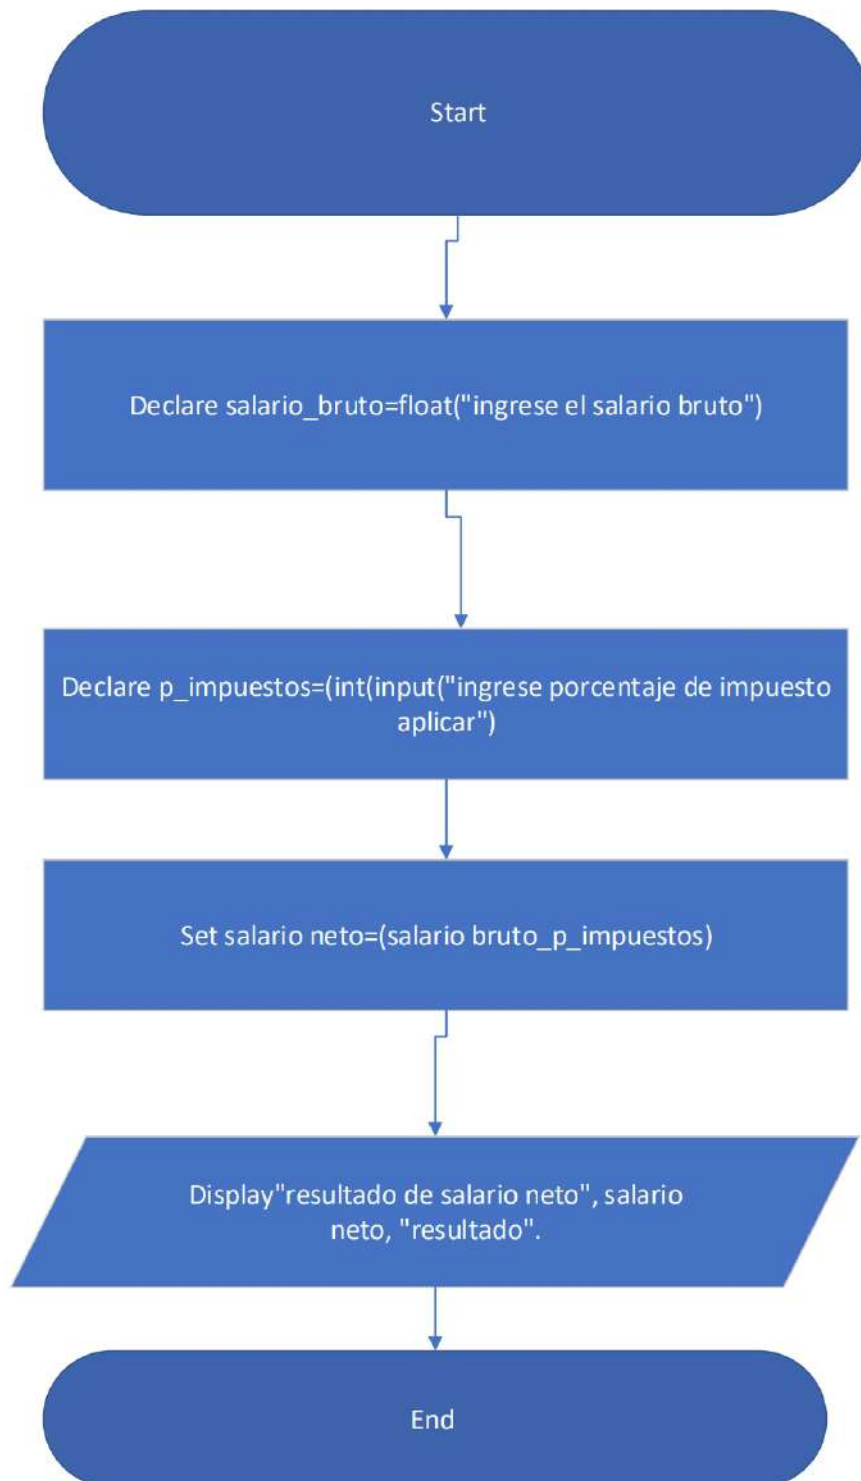 Start
Declare salario_bruto=float("ingrese el salario bruto")
Declare p_impuestos=(int(input("ingrese porcentaje de impuesto
aplicar")
Set salario neto=(salario bruto_p_impuestos)
Display"resultado de salario neto", salario
neto, "resultado".
End